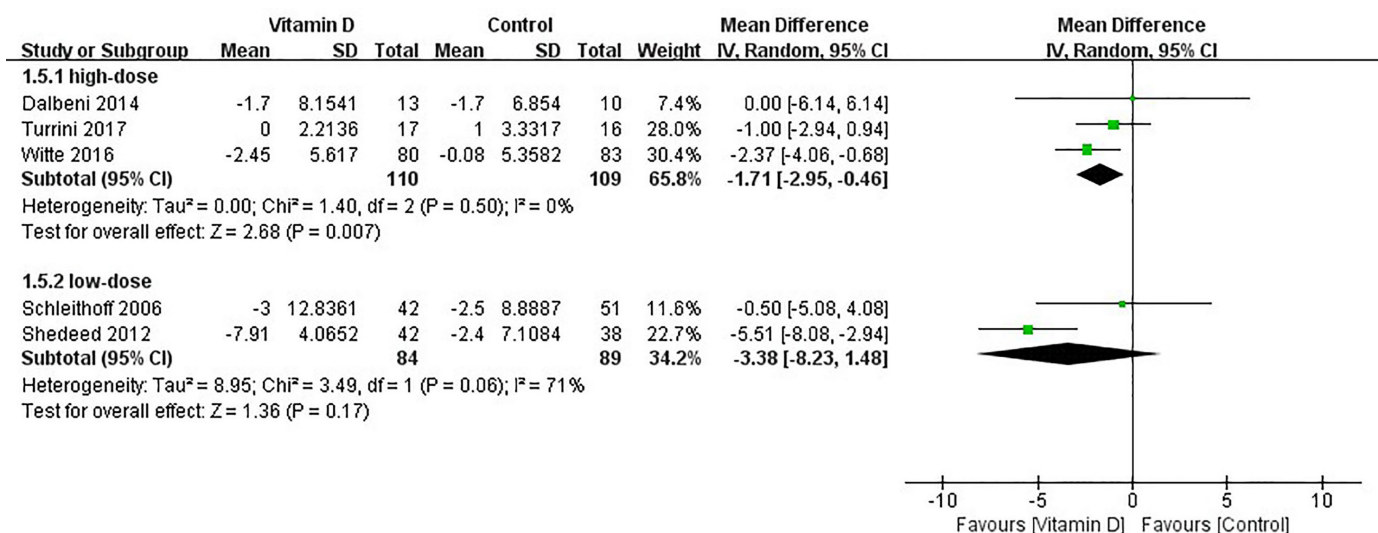 Vitamin D Control Mean Difference Mean Difference
Study or Subgroup Mean SD Total Mean SD Total Weight IV, Random, 95% CI IV, Random, 95% CI
1.5.1 high-dose
Dalbeni 2014 -1.7 8.1541 13 -1.7 6.854 10 7.4% 0.00 [-6.14, 6.14]
Turrini 2017 0 2.2136 17 1 3.3317 16 28.0% -1.00 [-2.94, 0.94]
Witte 2016 -2.45 5.617 80 -0.08 5.3582 83 30.4% -2.37 [-4.06, -0.68]
Subtotal (95% CI) 110 109 65.8% -1.71 [-2.95, -0.46]
Heterogeneity: Tau² = 0.00; Chi² = 1.40, df = 2 (P = 0.50); I² = 0%
Test for overall effect: Z = 2.68 (P = 0.007)
1.5.2 low-dose
Schleithoff 2006 -3 12.8361 42 -2.5 8.8887 51 11.6% -0.50 [-5.08, 4.08]
Shedeed 2012 -7.91 4.0652 42 -2.4 7.1084 38 22.7% -5.51 [-8.08, -2.94]
Subtotal (95% CI) 84 89 34.2% -3.38 [-8.23, 1.48]
Heterogeneity: Tau² = 8.95; Chi² = 3.49, df = 1 (P = 0.06); I² = 71%
Test for overall effect: Z = 1.36 (P = 0.17)
-10 -5 0 5 10
Favours [Vitamin D] Favours [Control]